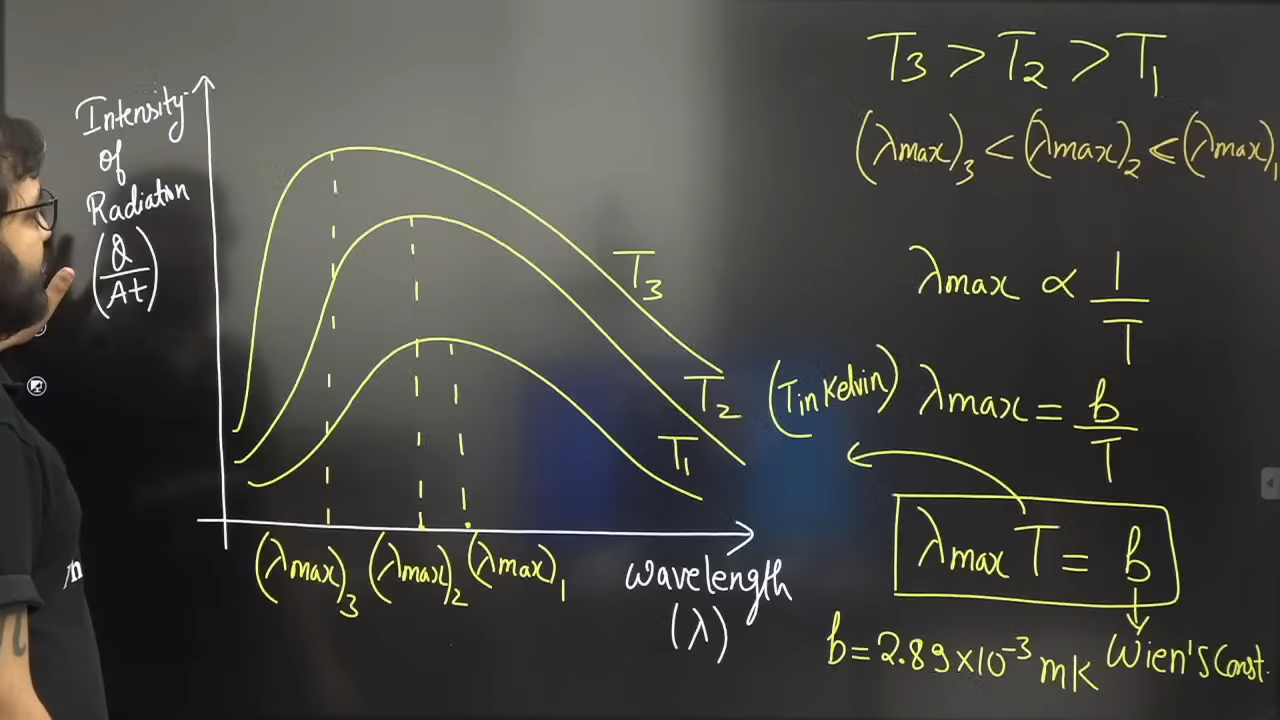 Intensity
of
Radiation
(Q/At)
T3
T2
T1
(λmax)3 (λmax)2 (λmax)1
wavelength
(λ)
T3 > T2 > T1
(λmax)3 < (λmax)2 < (λmax)1
λmax ∝ 1/T
(T in Kelvin) λmax = b/T
λmax T = b
b = 2.89×10⁻³ mK Wien's Const.